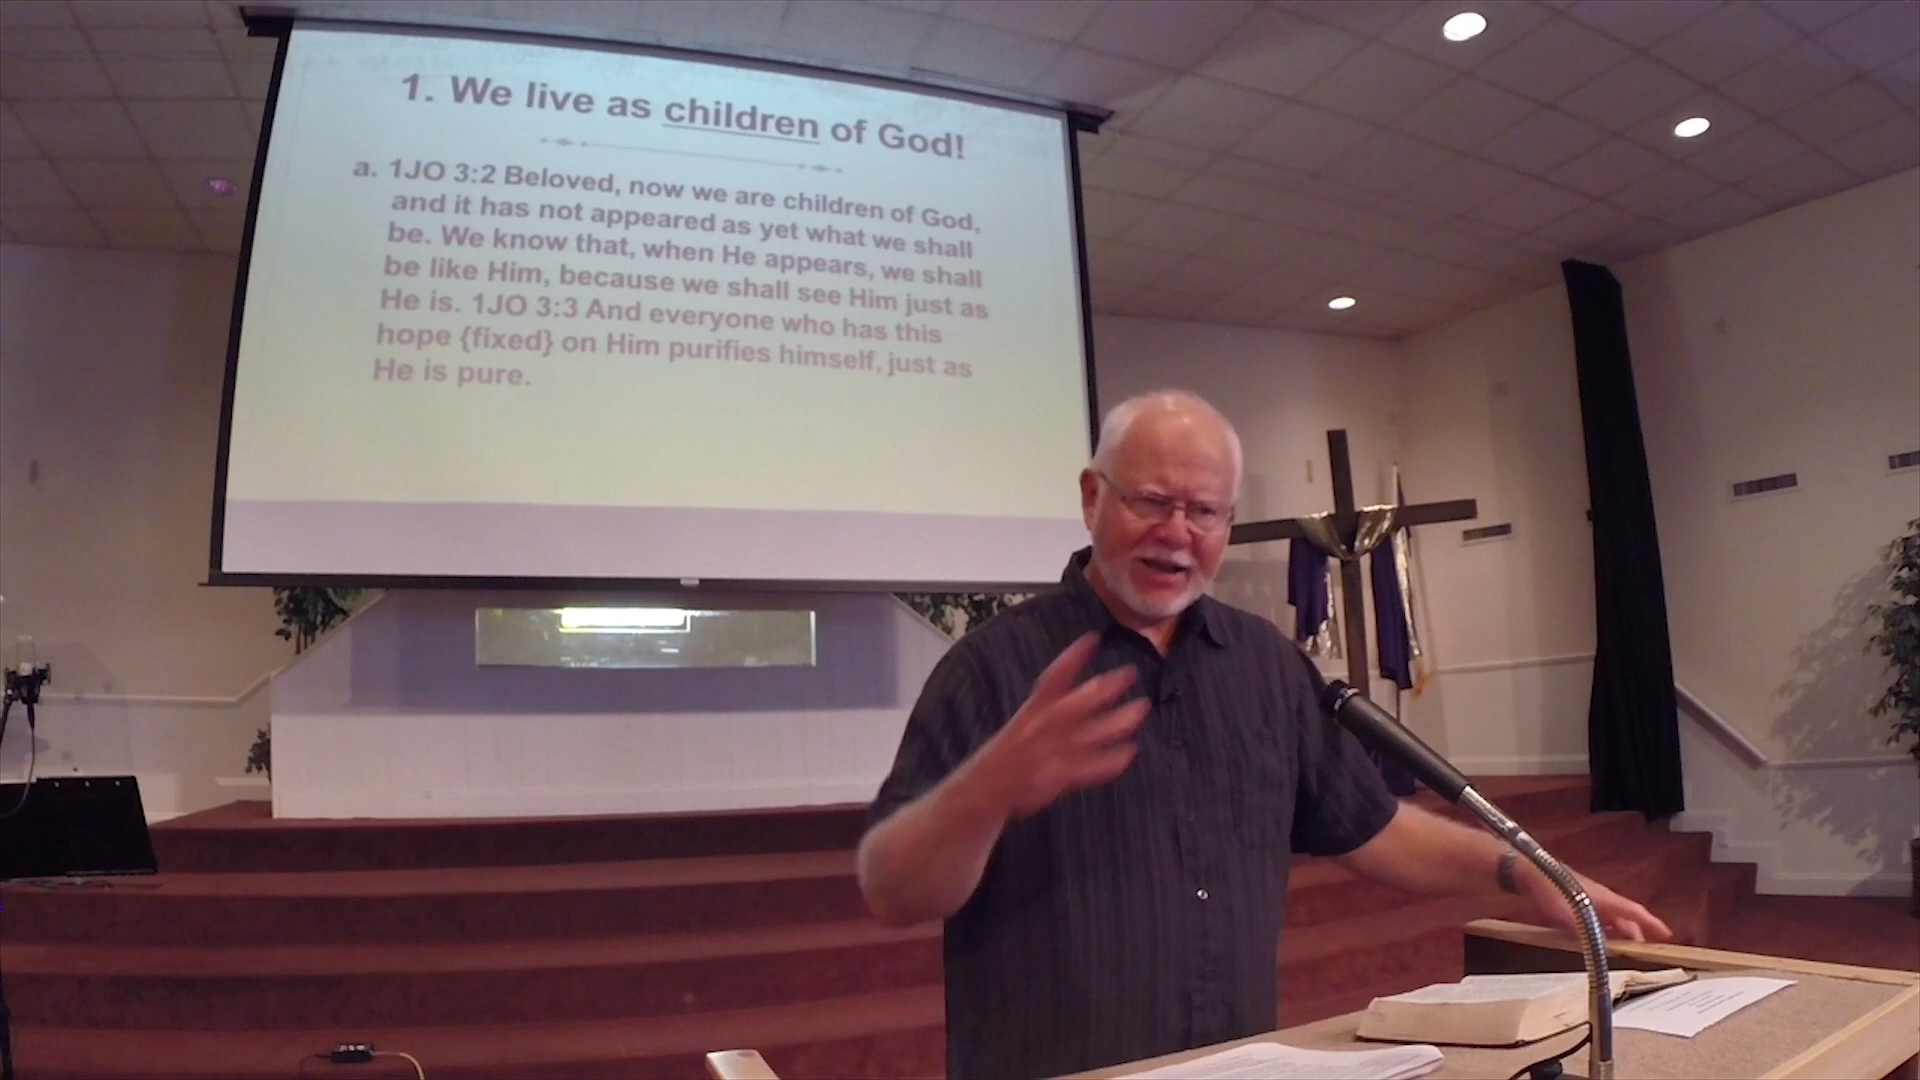 1. We live as children of God!
a. 1JO 3:2 Beloved, now we are children of God,
and it has not appeared as yet what we shall
be. We know that, when He appears, we shall
be like Him, because we shall see Him just as
He is. 1JO 3:3 And everyone who has this
hope {fixed} on Him purifies himself, just as
He is pure.